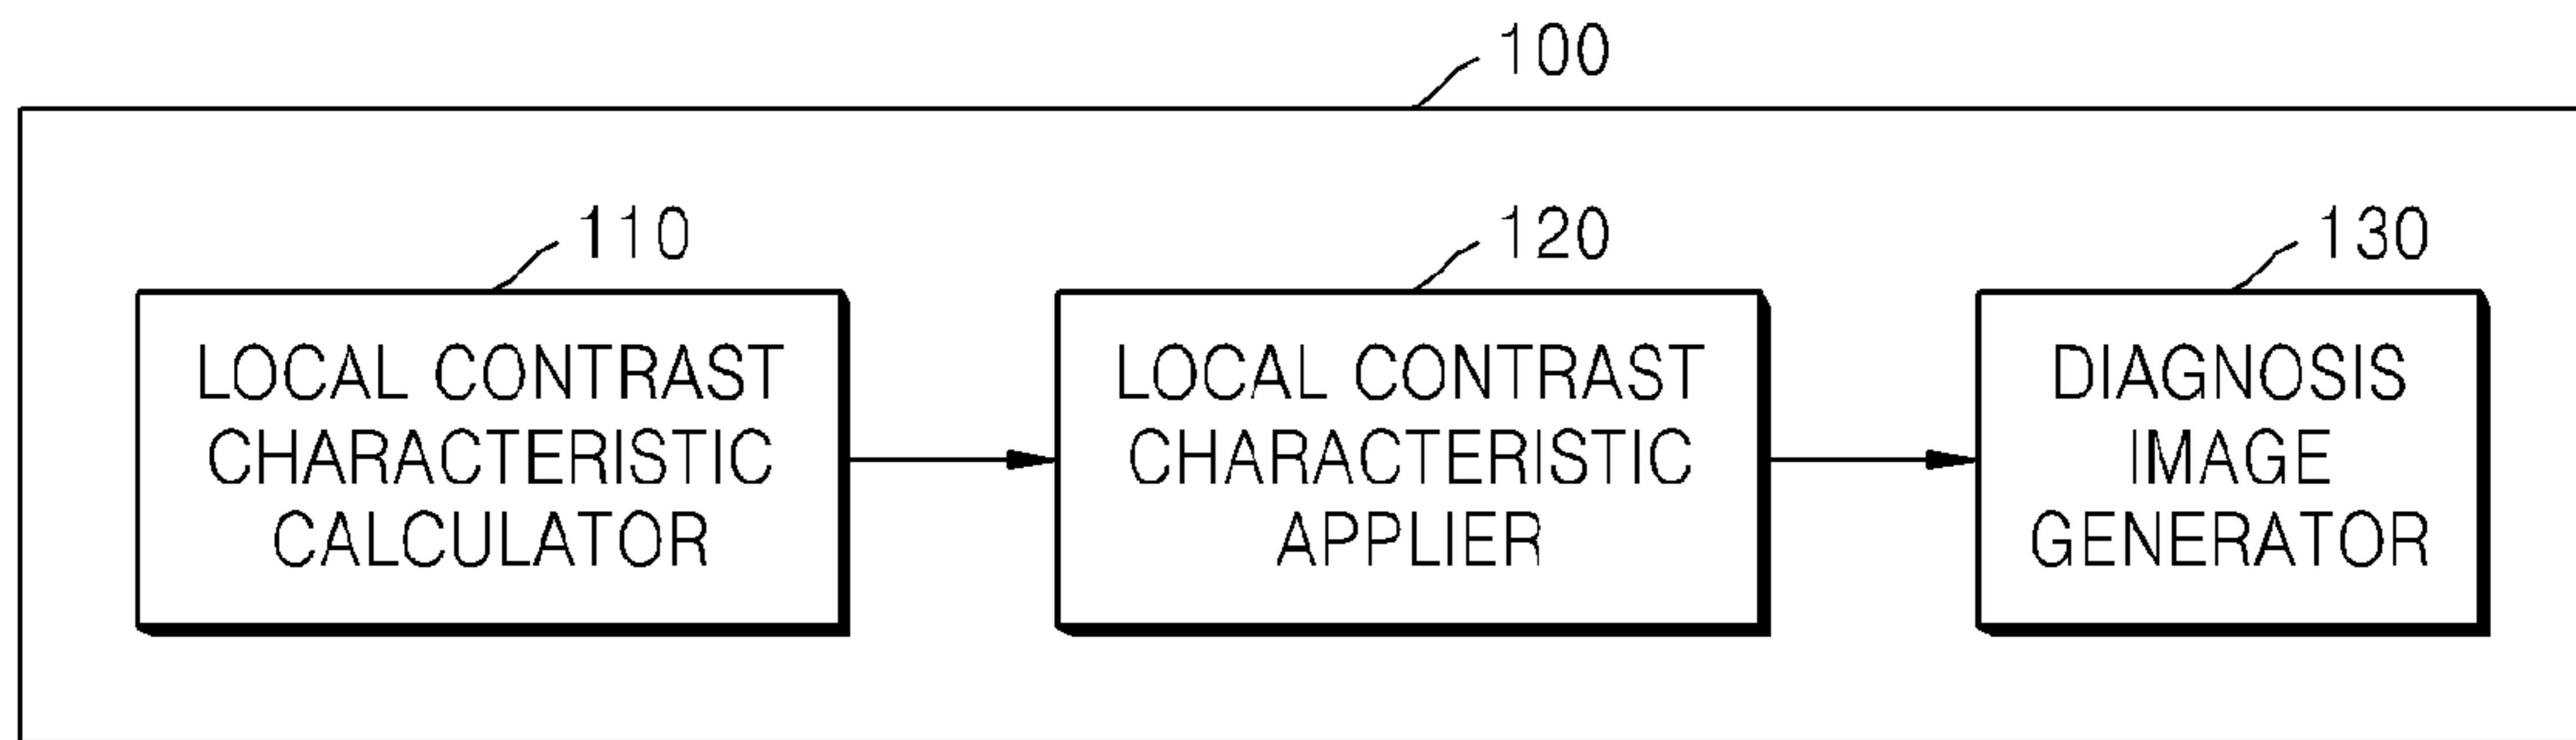 100
110
120
130
LOCAL CONTRAST
CHARACTERISTIC
CALCULATOR
LOCAL CONTRAST
CHARACTERISTIC
APPLIER
DIAGNOSIS
IMAGE
GENERATOR